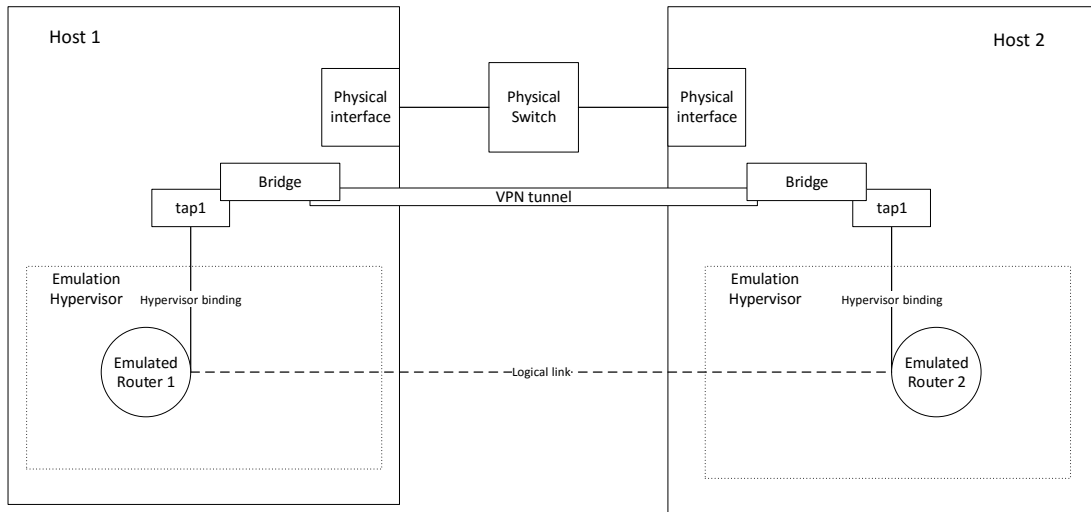 Host 1
Host 2
Physical
interface
Physical
Switch
Physical
interface
Bridge
VPN tunnel
Bridge
tap1
tap1
Emulation
Hypervisor
Hypervisor binding
Emulation
Hypervisor
Hypervisor binding
Emulated
Router 1
Logical link
Emulated
Router 2